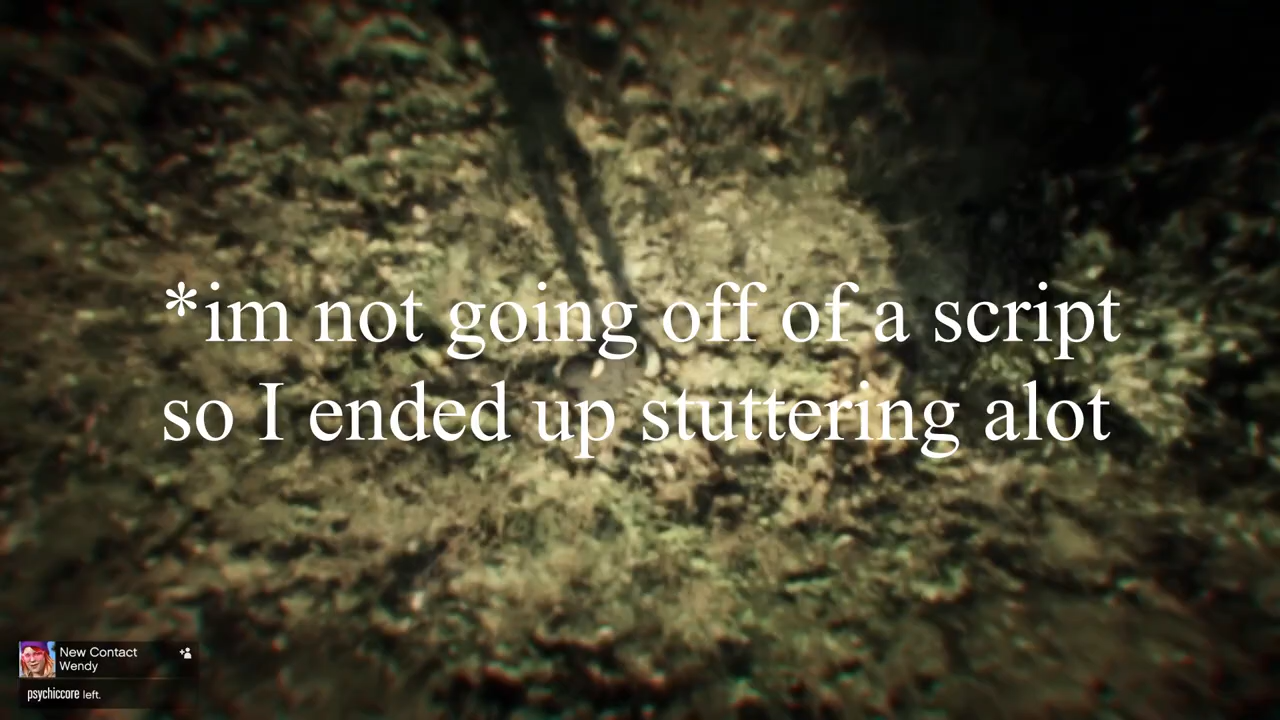 *im not going off of a script
so I ended up stuttering alot
New Contact
Wendy
psychiccore left.